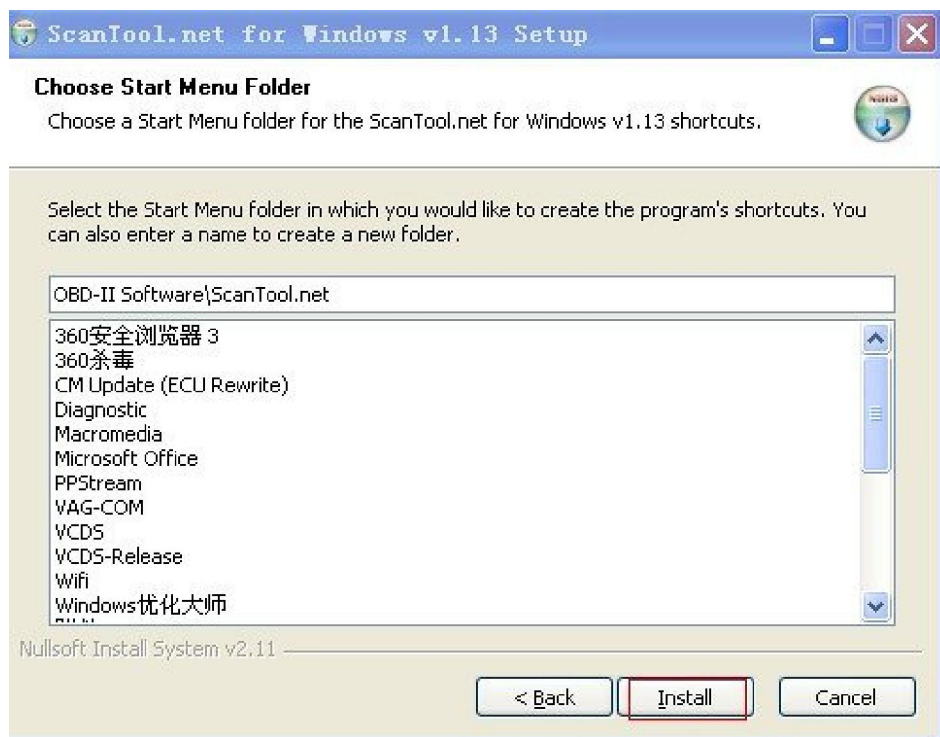 ScanTool.net for Windows v1.13 Setup
Choose Start Menu Folder
Choose a Start Menu folder for the ScanTool.net for Windows v1.13 shortcuts.
Select the Start Menu folder in which you would like to create the program's shortcuts. You
can also enter a name to create a new folder.
OBD-II Software\ScanTool.net
360安全浏览器 3
360杀毒
CM Update (ECU Rewrite)
Diagnostic
Macromedia
Microsoft Office
PPStream
VAG-COM
VCDS
VCDS-Release
Wifi
Windows优化大师
Nullsoft Install System v2.11
< Back
Install
Cancel